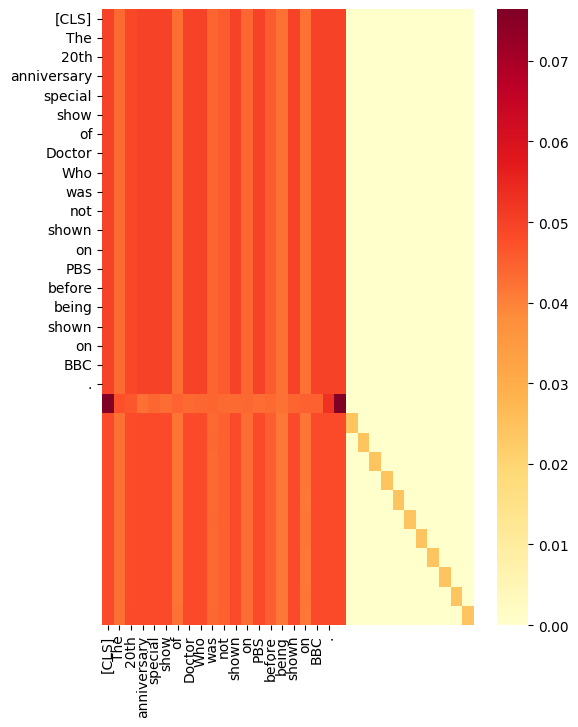 [CLS]
The
20th
anniversary
special
show
of
Doctor
Who
was
not
shown
on
PBS
before
being
shown
on
BBC
.
0.07
0.06
0.05
0.04
0.03
0.02
0.01
0.00
[CLS]
The
20th
anniversary
special
show
of
Doctor
Who
was
not
shown
on
PBS
before
being
shown
on
BBC
.